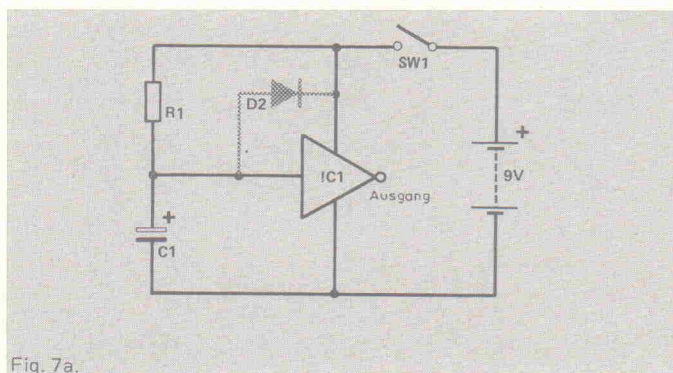 SW1
D2
R1
+
9V
IC1
Ausgang
+
C1
Fig. 7a.